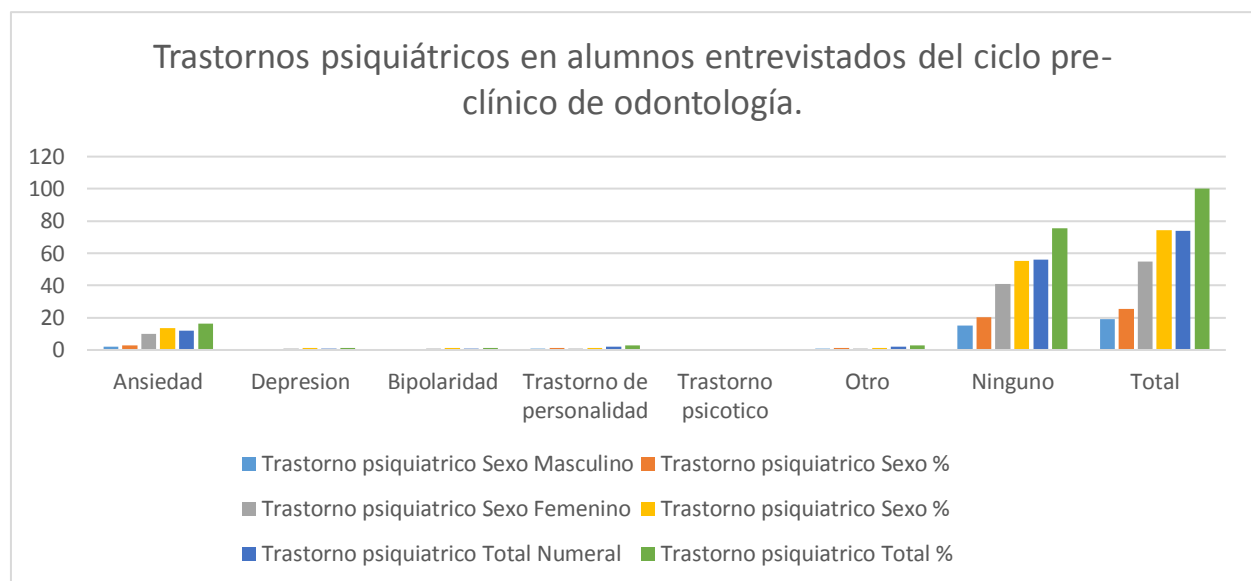 Trastornos psiquiátricos en alumnos entrevistados del ciclo pre-
clínico de odontología.
120
100
80
60
40
20
0
Ansiedad
Depresion
Bipolaridad
Trastorno de
personalidad
Trastorno
psicotico
Otro
Ninguno
Total
Trastorno psiquiatrico Sexo Masculino
Trastorno psiquiatrico Sexo %
Trastorno psiquiatrico Sexo Femenino
Trastorno psiquiatrico Sexo %
Trastorno psiquiatrico Total Numeral
Trastorno psiquiatrico Total %